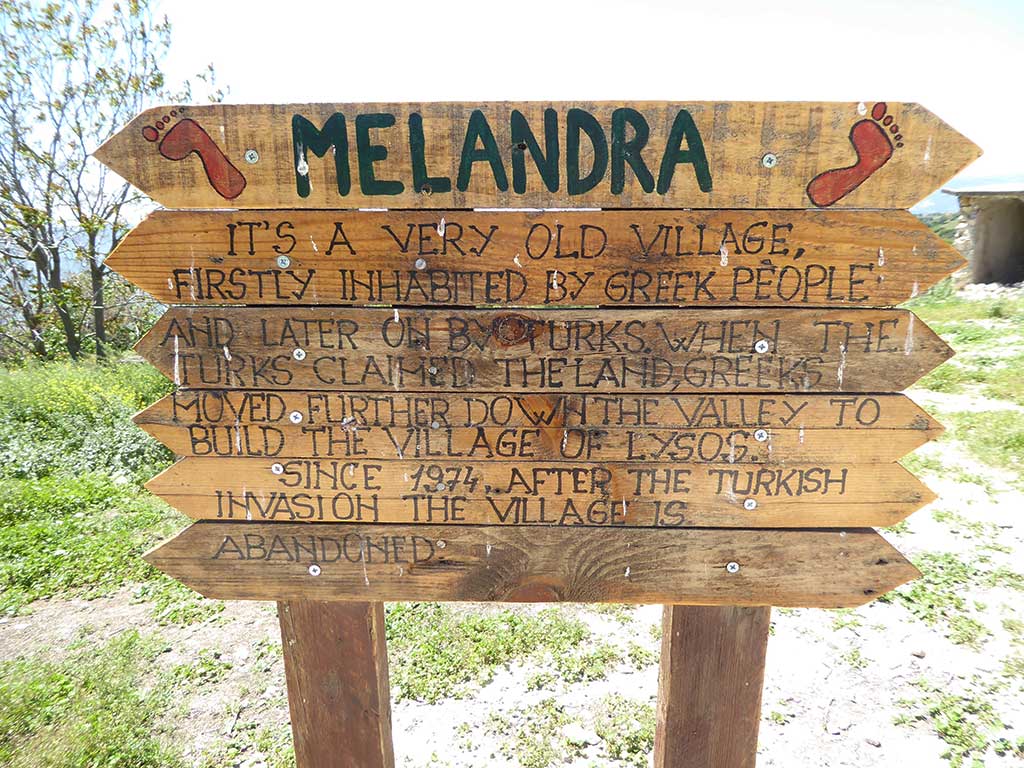 MELANDRA
IT'S A VERY OLD VILLAGE,
FIRSTLY INHABITED BY GREEK PEOPLE
AND LATER ON BY TURKS. WHEN THE
TURKS CLAIMED THE LAND, GREEKS
MOVED FURTHER DOWN THE VALLEY TO
BUILD THE VILLAGE OF LYSOS.
SINCE 1974, AFTER THE TURKISH
INVASION THE VILLAGE IS
ABANDONED.